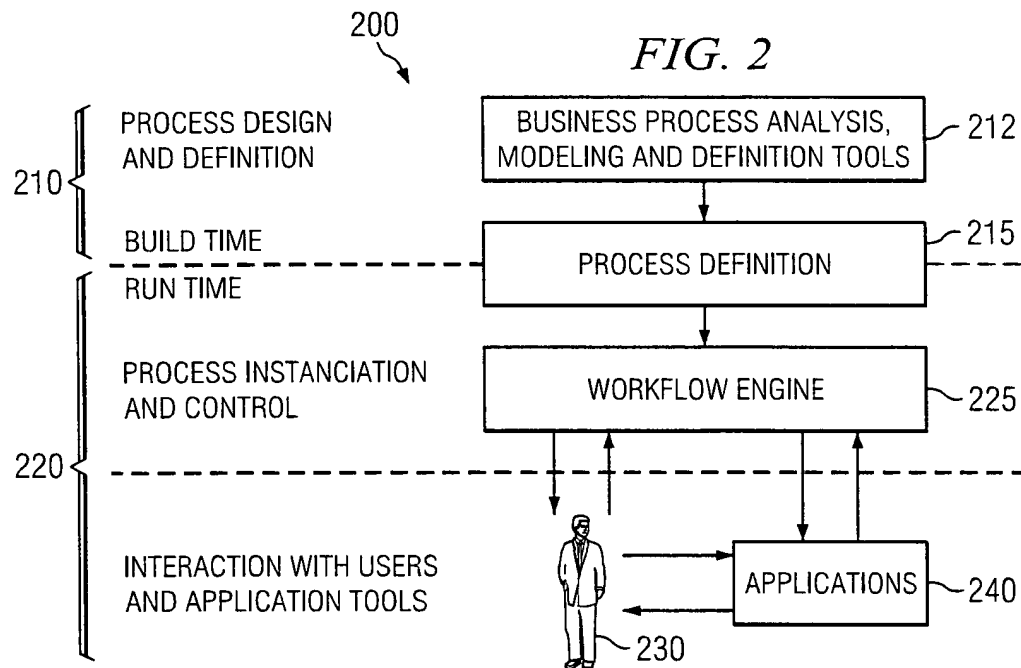 200
FIG. 2
PROCESS DESIGN
AND DEFINITION
BUSINESS PROCESS ANALYSIS,
MODELING AND DEFINITION TOOLS
212
210
BUILD TIME
215
PROCESS DEFINITION
RUN TIME
PROCESS INSTANCIATION
AND CONTROL
WORKFLOW ENGINE
225
220
INTERACTION WITH USERS
AND APPLICATION TOOLS
APPLICATIONS
240
230